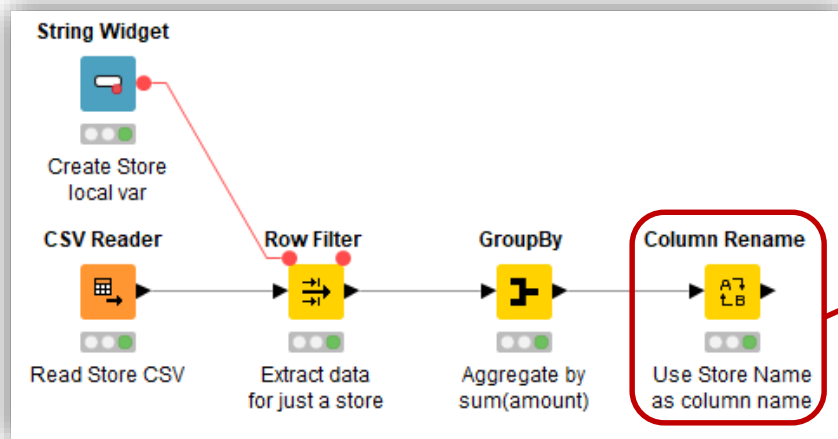 String Widget
Create Store
local var
CSV Reader
Row Filter
GroupBy
Column Rename
A
B
Read Store CSV
Extract data
for just a store
Aggregate by
sum(amount)
Use Store Name
as column name